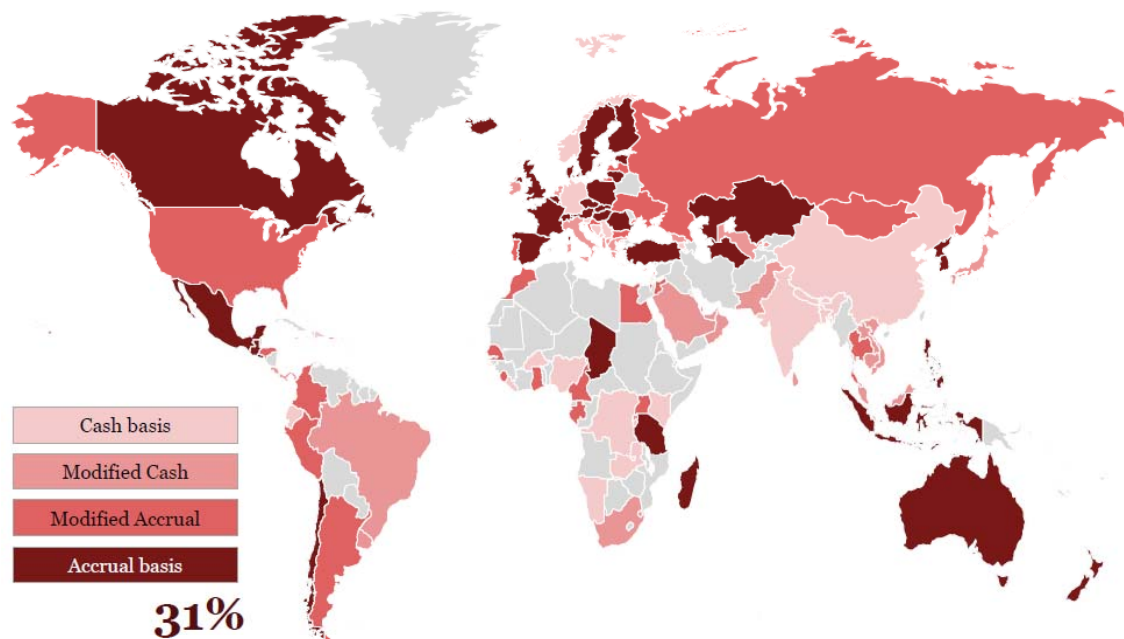 Cash basis
Modified Cash
Modified Accrual
Accrual basis
31%